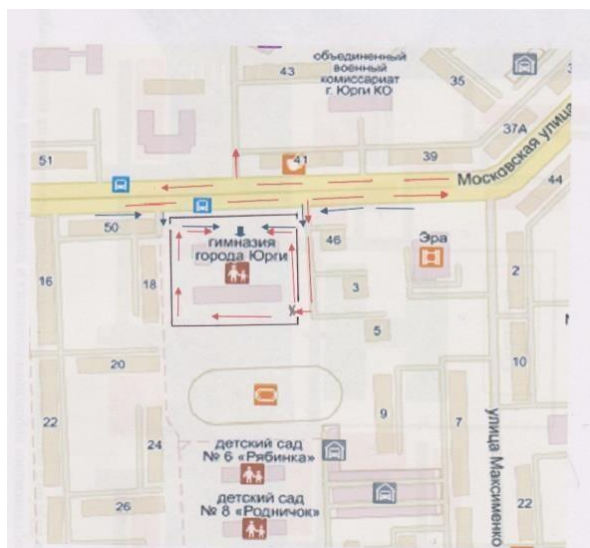 43
объединенный
военный
комиссариат
г. Юрги КО
35
37А
51
41
39
Московская улица
44
50
46
Эра
гимназия
города Юрги
16
18
2
3
5
20
10
22
9
7
24
детский сад
№ 6 «Рябинка»
улица Максименко
26
детский сад
№ 8 «Родничок»
22